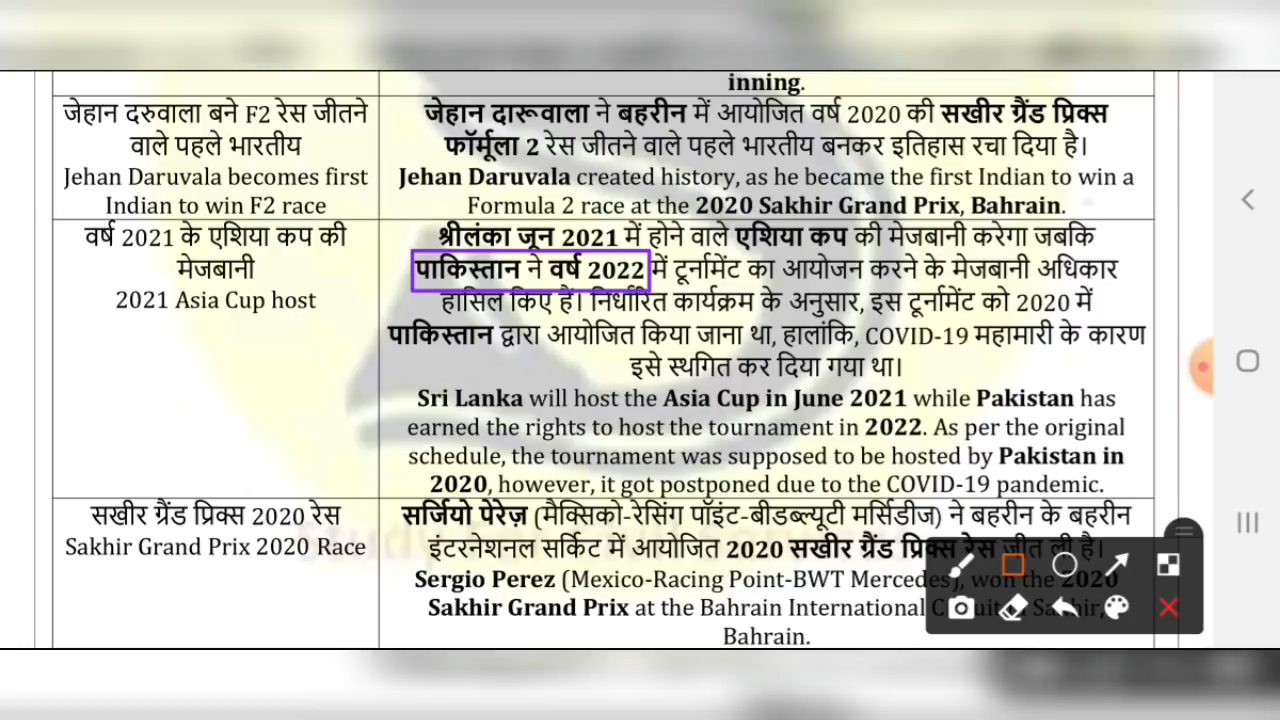 inning.
जेहान दरुवाला बने F2 रेस जीतने
वाले पहले भारतीय
Jehan Daruvala becomes first
Indian to win F2 race
जेहान दारूवाला ने बहरीन में आयोजित वर्ष 2020 की सखीर ग्रैंड प्रिक्स
फॉर्मूला 2 रेस जीतने वाले पहले भारतीय बनकर इतिहास रचा दिया है।
Jehan Daruvala created history, as he became the first Indian to win a
Formula 2 race at the 2020 Sakhir Grand Prix, Bahrain.
वर्ष 2021 के एशिया कप की
मेजबानी
2021 Asia Cup host
श्रीलंका जून 2021 में होने वाले एशिया कप की मेजबानी करेगा जबकि
पाकिस्तान ने वर्ष 2022 में टूर्नामेंट का आयोजन करने के मेजबानी अधिकार
हासिल किए हैं। निर्धारित कार्यक्रम के अनुसार, इस टूर्नामेंट को 2020 में
पाकिस्तान द्वारा आयोजित किया जाना था, हालांकि, COVID-19 महामारी के कारण
इसे स्थगित कर दिया गया था।
Sri Lanka will host the Asia Cup in June 2021 while Pakistan has
earned the rights to host the tournament in 2022. As per the original
schedule, the tournament was supposed to be hosted by Pakistan in
2020, however, it got postponed due to the COVID-19 pandemic.
सखीर ग्रैंड प्रिक्स 2020 रेस
Sakhir Grand Prix 2020 Race
सर्जियो पेरेज़ (मैक्सिको-रेसिंग पॉइंट-बीडब्ल्यूटी मर्सिडीज) ने बहरीन के बहरीन
इंटरनेशनल सर्किट में आयोजित 2020 सखीर ग्रैंड प्रिक्स रेस जीत ली है।
Sergio Perez (Mexico-Racing Point-BWT Mercedes), won the 2020
Sakhir Grand Prix at the Bahrain International Sakhir,
Bahrain.